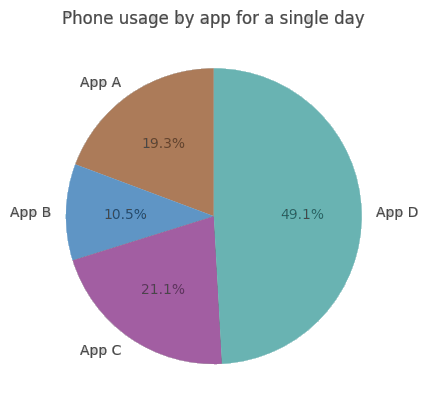 Phone usage by app for a single day
App A
19.3%
App B
10.5%
49.1%
App D
21.1%
App C